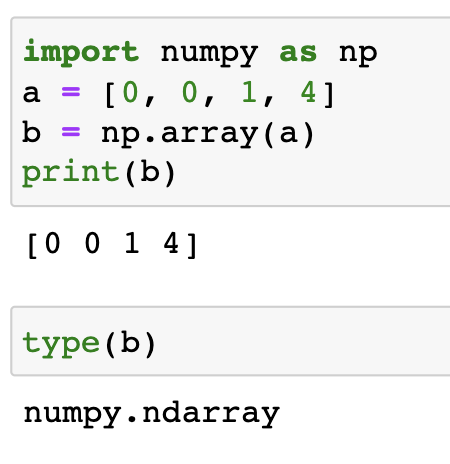 import numpy as np
a = [0, 0, 1, 4]
b = np.array(a)
print(b)
[0 0 1 4]
type(b)
numpy.ndarray